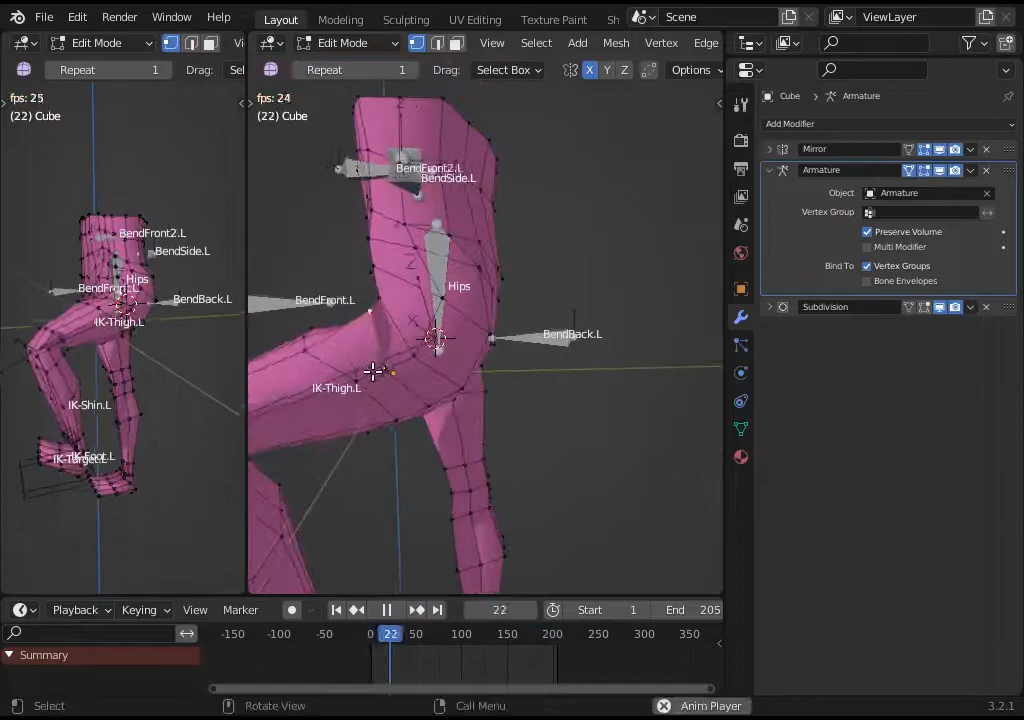 File Edit Render Window Help Layout Modeling Sculpting UV Editing Texture Paint Sh Scene ViewLayer
Edit Mode Vi Edit Mode View Select Add Mesh Vertex Edge
Repeat 1 Drag: Sel Repeat 1 Drag: Select Box X Y Z Options
fps: 25
(22) Cube
fps: 24
(22) Cube
Cube > Armature
Add Modifier
Mirror
Armature
Object Armature
Vertex Group
Preserve Volume
Multi Modifier
Bind To Vertex Groups
Bone Envelopes
Subdivision
BendFront2.L
BendSide.L
Hips
BendFront.L
BendBack.L
IK-Thigh.L
IK-Shin.L
IK-Foot.L
IK-Target.L
BendFront2.L
BendSide.L
Hips
BendFront.L
BendBack.L
IK-Thigh.L
Playback Keying View Marker 22 Start 1 End 205
-150 -100 -50 0 22 50 100 150 200 250 300 350
Summary
Select Rotate View Call Menu Anim Player 3.2.1